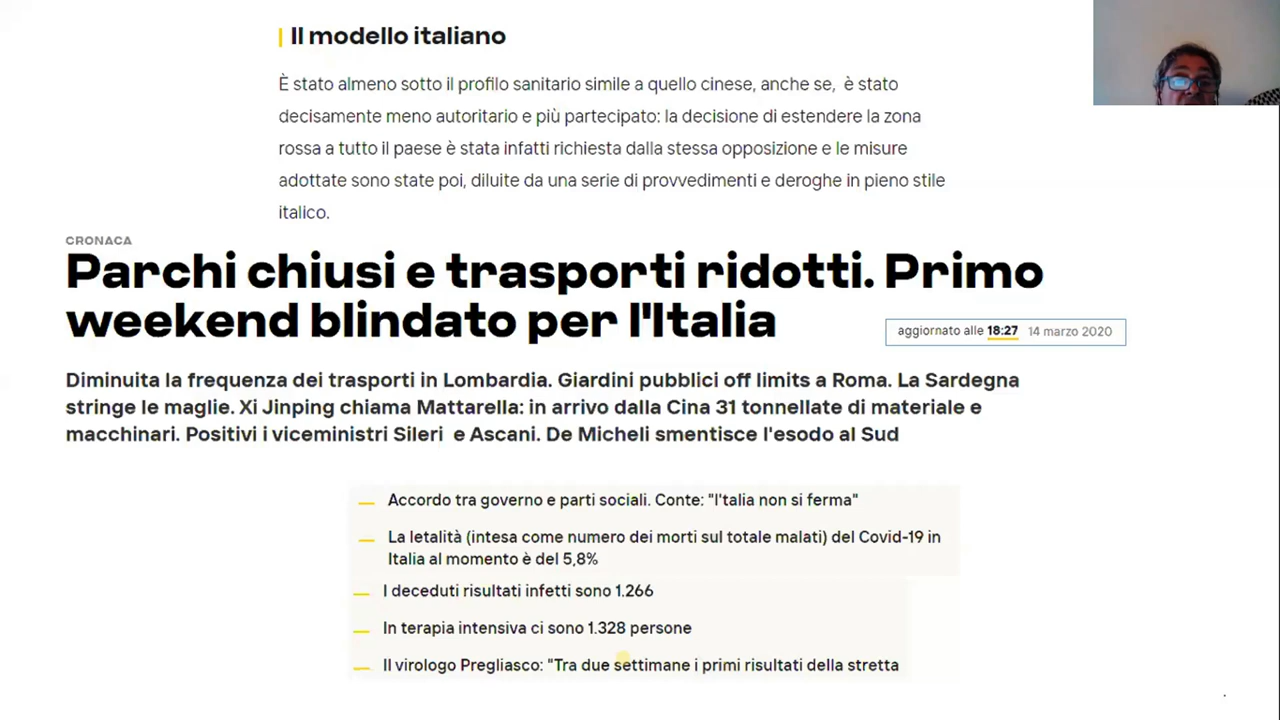 Il modello italiano
È stato almeno sotto il profilo sanitario simile a quello cinese, anche se, è stato
decisamente meno autoritario e più partecipato: la decisione di estendere la zona
rossa a tutto il paese è stata infatti richiesta dalla stessa opposizione e le misure
adottate sono state poi, diluite da una serie di provvedimenti e deroghe in pieno stile
italico.
CRONACA
Parchi chiusi e trasporti ridotti. Primo
weekend blindato per l'Italia
aggiornato alle 18:27 14 marzo 2020
Diminuita la frequenza dei trasporti in Lombardia. Giardini pubblici off limits a Roma. La Sardegna
stringe le maglie. Xi Jinping chiama Mattarella: in arrivo dalla Cina 31 tonnellate di materiale e
macchinari. Positivi i viceministri Sileri e Ascani. De Micheli smentisce l'esodo al Sud
Accordo tra governo e parti sociali. Conte: "l'talia non si ferma"
La letalità (intesa come numero dei morti sul totale malati) del Covid-19 in
Italia al momento è del 5,8%
I deceduti risultati infetti sono 1.266
In terapia intensiva ci sono 1.328 persone
Il virologo Pregliasco: "Tra due settimane i primi risultati della stretta